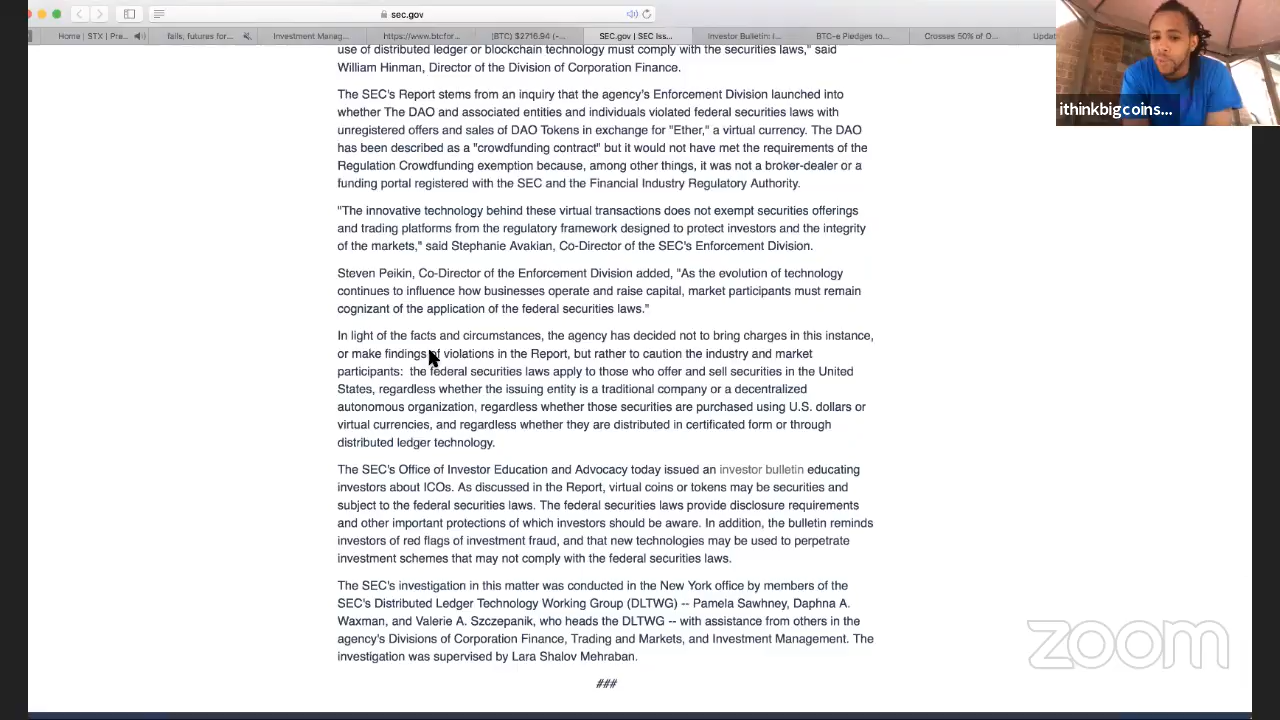 sec.gov
Home | STX | Pre...
falls, futures for...
Investment Manag...
https://www.btcfor...
(BTC) $2716.94 (-...
SEC.gov | SEC Iss...
Investor Bulletin: I...
BTC-e Pledges to...
Crosses 50% of O...
Updat
use of distributed ledger or blockchain technology must comply with the securities laws," said
William Hinman, Director of the Division of Corporation Finance.
ithinkbigcoins...
The SEC's Report stems from an inquiry that the agency's Enforcement Division launched into
whether The DAO and associated entities and individuals violated federal securities laws with
unregistered offers and sales of DAO Tokens in exchange for "Ether," a virtual currency. The DAO
has been described as a "crowdfunding contract" but it would not have met the requirements of the
Regulation Crowdfunding exemption because, among other things, it was not a broker-dealer or a
funding portal registered with the SEC and the Financial Industry Regulatory Authority.
"The innovative technology behind these virtual transactions does not exempt securities offerings
and trading platforms from the regulatory framework designed to protect investors and the integrity
of the markets," said Stephanie Avakian, Co-Director of the SEC's Enforcement Division.
Steven Peikin, Co-Director of the Enforcement Division added, "As the evolution of technology
continues to influence how businesses operate and raise capital, market participants must remain
cognizant of the application of the federal securities laws."
In light of the facts and circumstances, the agency has decided not to bring charges in this instance,
or make findings of violations in the Report, but rather to caution the industry and market
participants:  the federal securities laws apply to those who offer and sell securities in the United
States, regardless whether the issuing entity is a traditional company or a decentralized
autonomous organization, regardless whether those securities are purchased using U.S. dollars or
virtual currencies, and regardless whether they are distributed in certificated form or through
distributed ledger technology.
The SEC's Office of Investor Education and Advocacy today issued an investor bulletin educating
investors about ICOs. As discussed in the Report, virtual coins or tokens may be securities and
subject to the federal securities laws. The federal securities laws provide disclosure requirements
and other important protections of which investors should be aware. In addition, the bulletin reminds
investors of red flags of investment fraud, and that new technologies may be used to perpetrate
investment schemes that may not comply with the federal securities laws.
The SEC's investigation in this matter was conducted in the New York office by members of the
SEC's Distributed Ledger Technology Working Group (DLTWG) -- Pamela Sawhney, Daphna A.
Waxman, and Valerie A. Szczepanik, who heads the DLTWG -- with assistance from others in the
agency's Divisions of Corporation Finance, Trading and Markets, and Investment Management. The
investigation was supervised by Lara Shalov Mehraban.
###
zoom